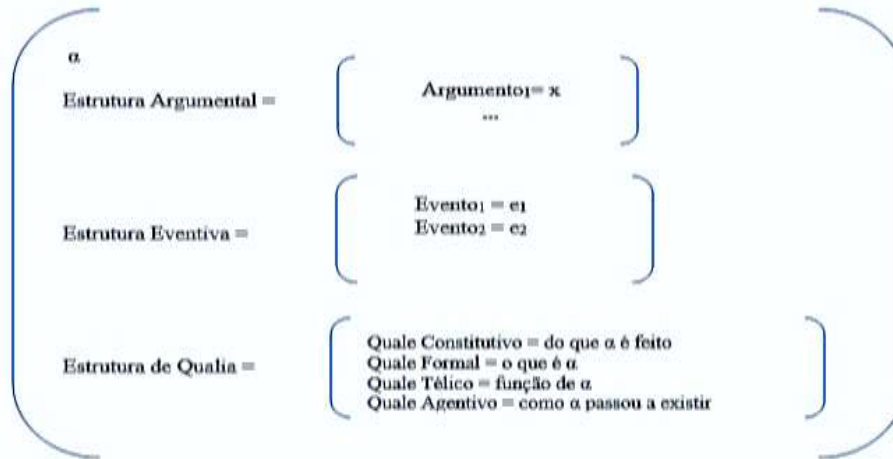 α
Estrutura Argumental = Argumento1= x
...
Estrutura Eventiva = Evento1 = e1
Evento2 = e2
Estrutura de Qualia = Quale Constitutivo = do que α é feito
Quale Formal = o que é α
Quale Télico = função de α
Quale Agentivo = como α passou a existir